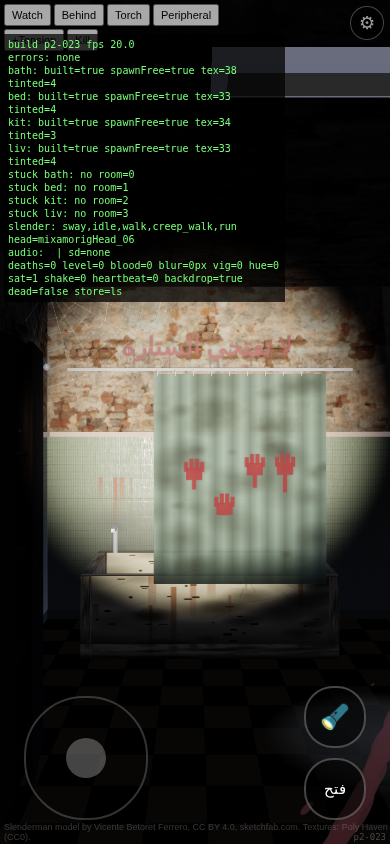 Watch Behind Torch Peripheral
build p2-023 fps 20.0
errors: none
bath: built=true spawnFree=true tex=38
tinted=4
bed: built=true spawnFree=true tex=33
tinted=4
kit: built=true spawnFree=true tex=34
tinted=3
liv: built=true spawnFree=true tex=33
tinted=4
stuck bath: no room=0
stuck bed: no room=1
stuck kit: no room=2
stuck liv: no room=3
slender: sway,idle,walk,creep_walk,run
head=mixamorigHead_06
audio: | sd=none
deaths=0 level=0 blood=0 blur=0px vig=0 hue=0
sat=1 shake=0 heartbeat=0 backdrop=true
dead=false store=ls
لا تفتحي الستاره
فتح
Slenderman model by Vicente Betoret Ferrero, CC BY 4.0, sketchfab.com. Textures: Poly Haven
(CC0).
p2-023